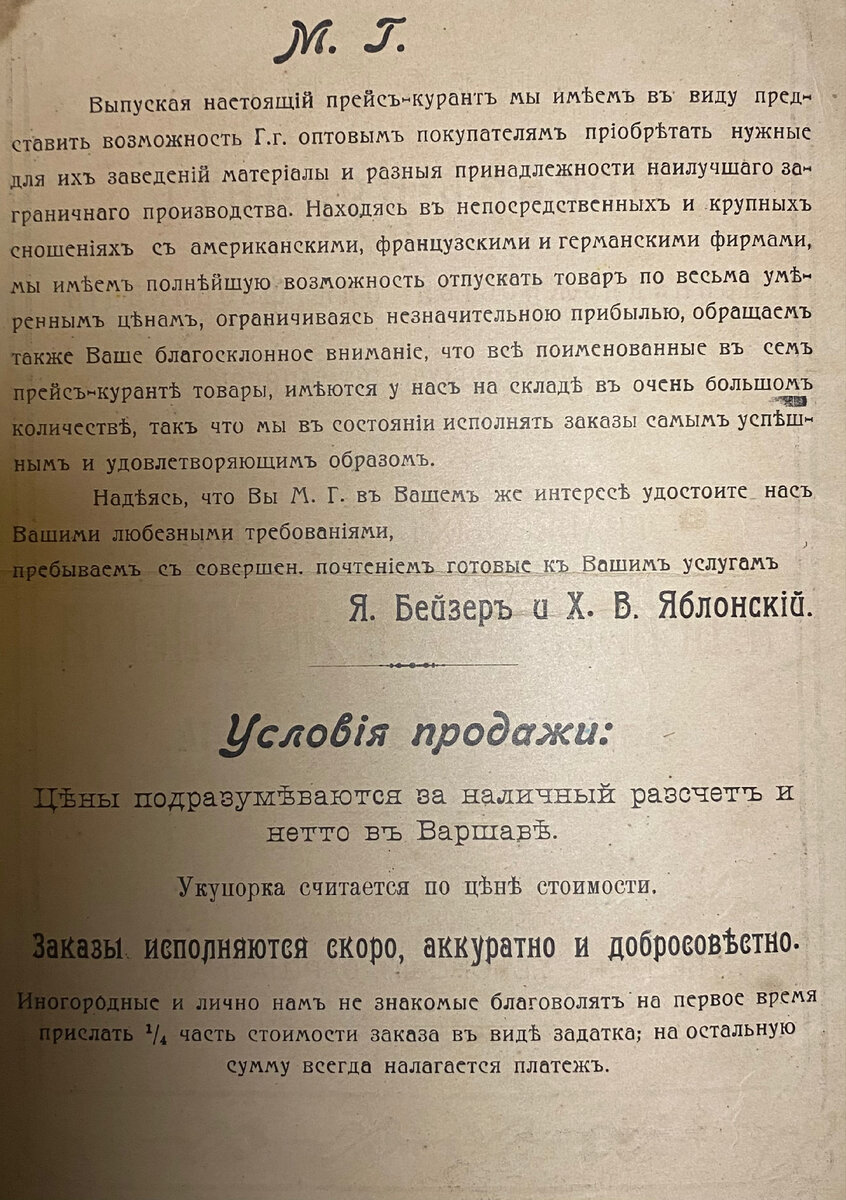 М. Г.
Выпуская настоящій прейсъ-курантъ мы имѣемъ въ виду пред-
ставить возможность Г.г. оптовымъ покупателямъ пріобрѣтать нужные
для ихъ заведеній матеріалы и разныя принадлежности наилучшаго за-
граничнаго производства. Находясь въ непосредственныхъ и крупныхъ
сношеніяхъ съ американскими, французскими и германскими фирмами,
мы имѣемъ полнѣйшую возможность отпускать товаръ по весьма умѣ-
реннымъ цѣнамъ, ограничиваясь незначительною прибылью, обращаемъ
также Ваше благосклонное вниманіе, что всѣ поименованные въ семъ
прейсъ-курантѣ товары, имѣются у насъ на складѣ въ очень большомъ
количествѣ, такъ что мы въ состояніи исполнять заказы самымъ успѣш-
нымъ и удовлетворяющимъ образомъ.
Надѣясь, что Вы М. Г. въ Вашемъ же интересѣ удостоите насъ
Вашими любезными требованіями,
пребываемъ съ совершен. почтеніемъ готовые къ Вашимъ услугамъ
Я. Бейзеръ и Х. В. Яблонскій.
Условія продажи:
Цѣны подразумѣваются за наличный разсчетъ и
нетто въ Варшавѣ.
Укупорка считается по цѣнѣ стоимости.
Заказы исполняются скоро, аккуратно и добросовѣстно.
Иногородные и лично намъ не знакомые благоволятъ на первое время
прислать 1/4 часть стоимости заказа въ видѣ задатка; на остальную
сумму всегда налагается платежъ.